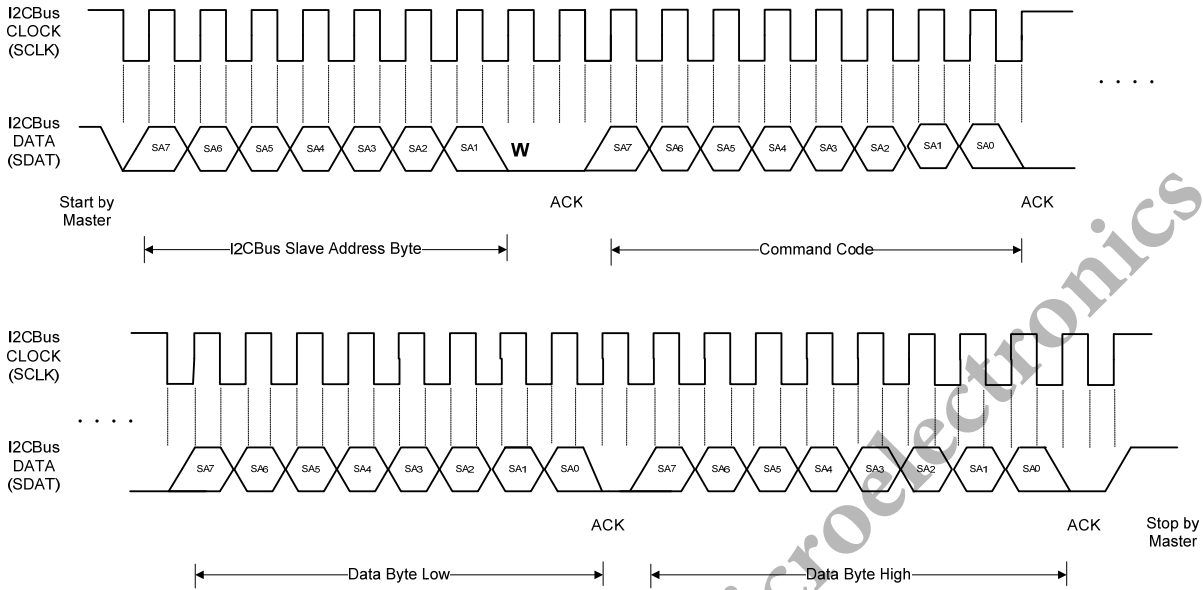 I2CBus
CLOCK
(SCLK)
. . . .
I2CBus
DATA
(SDAT)
SA7 SA6 SA5 SA4 SA3 SA2 SA1 W SA7 SA6 SA5 SA4 SA3 SA2 SA1 SA0
Start by
Master
ACK
ACK
I2CBus Slave Address Byte
Command Code
I2CBus
CLOCK
(SCLK)
. . . .
I2CBus
DATA
(SDAT)
SA7 SA6 SA5 SA4 SA3 SA2 SA1 SA0 SA7 SA6 SA5 SA4 SA3 SA2 SA1 SA0
ACK
ACK
Stop by
Master
Data Byte Low
Data Byte High
icroelectronics